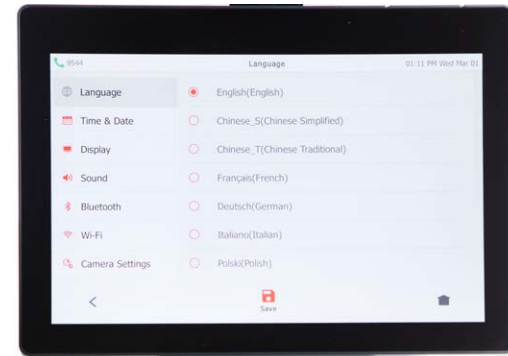 9544
Language
01:11 PM Wed Mar 01
Language
English(English)
Time & Date
Chinese_S(Chinese Simplified)
Display
Chinese_T(Chinese Traditional)
Sound
Français(French)
Bluetooth
Deutsch(German)
Wi-Fi
Italiano(Italian)
Camera Settings
Polski(Polish)
Save